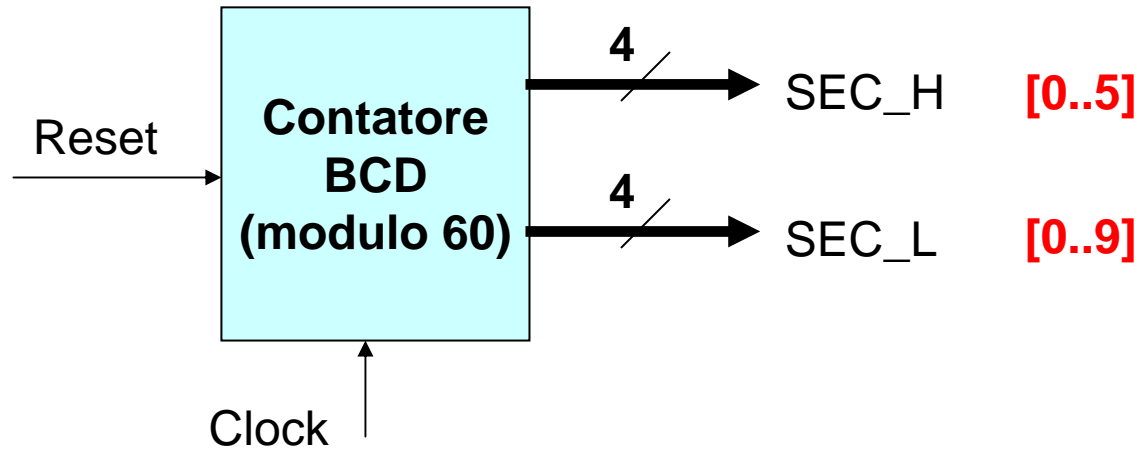 4
SEC_H [0..5]
Reset
Contatore
BCD
(modulo 60)
4
SEC_L [0..9]
Clock